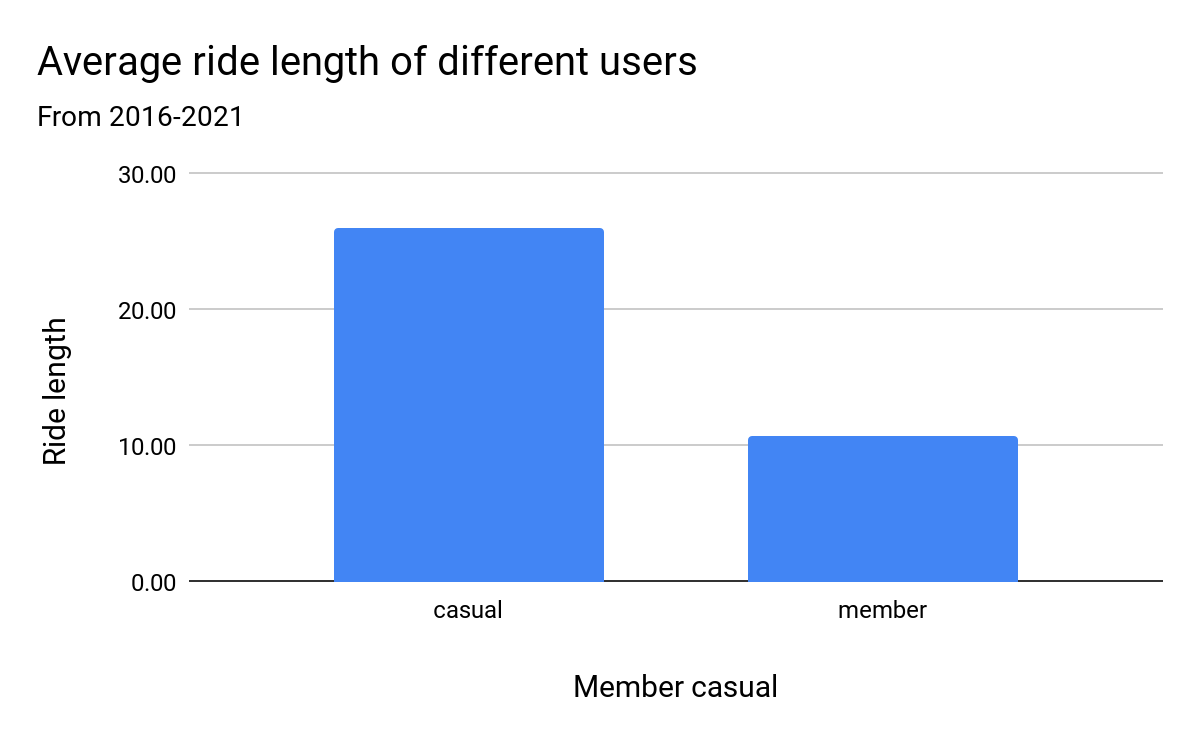 Average ride length of different users
From 2016-2021
30.00
20.00
10.00
0.00
Ride length
casual
member
Member casual